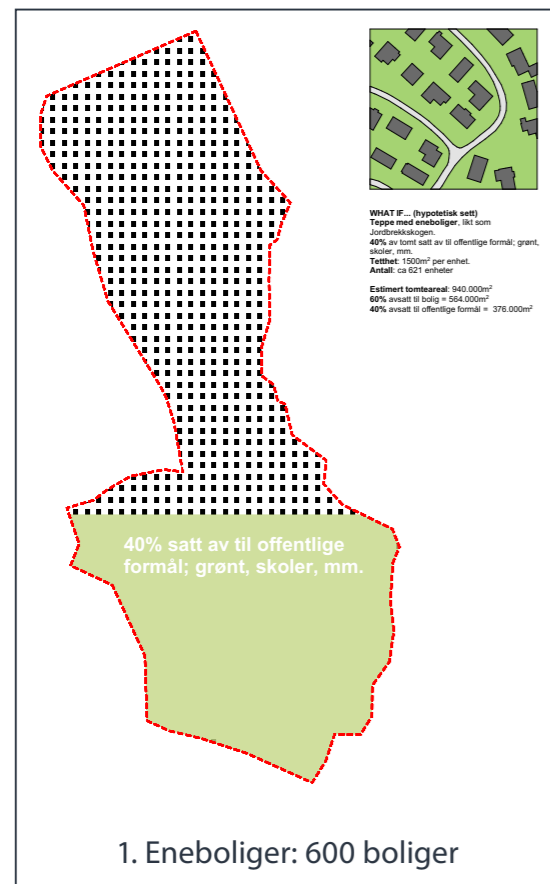 WHAT IF... (hypotetisk sett)
Teppe med eneboliger, likt som
Jordbrekkskogen.
40% av tomt satt av til offentlige formål; grønt,
skoler, mm.
Tetthet: 1500m² per enhet.
Antall: ca 621 enheter
Estimert tomteareal: 940.000m²
60% avsatt til bolig = 564.000m²
40% avsatt til offentlige formål = 376.000m²
40% satt av til offentlige
formål; grønt, skoler, mm.
1. Eneboliger: 600 boliger